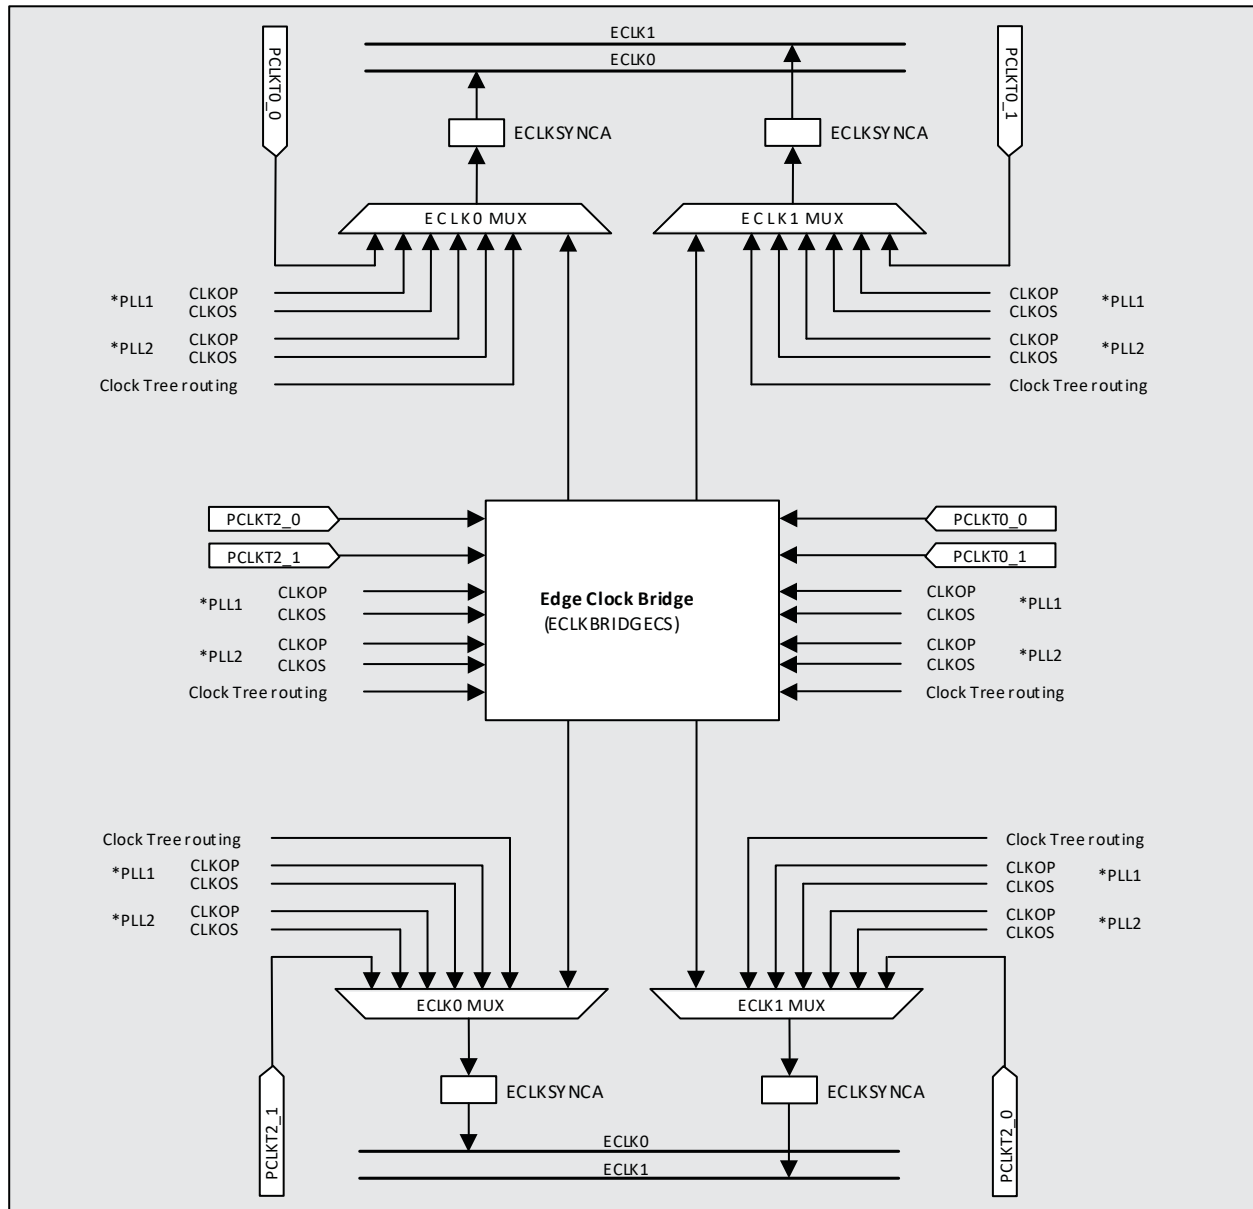 ECLK1
ECLK0
PCLKT0_0
PCLKT0_1
ECLKSYNCA
ECLKSYNCA
ECLK0 MUX
ECLK1 MUX
*PLL1
CLKOP
CLKOS
CLKOP
CLKOS
*PLL1
*PLL2
CLKOP
CLKOS
CLKOP
CLKOS
*PLL2
Clock Tree routing
Clock Tree routing
PCLKT2_0
PCLKT0_0
PCLKT2_1
PCLKT0_1
*PLL1
CLKOP
CLKOS
Edge Clock Bridge
(ECLKBRIDGECS)
CLKOP
CLKOS
*PLL1
*PLL2
CLKOP
CLKOS
CLKOP
CLKOS
*PLL2
Clock Tree routing
Clock Tree routing
Clock Tree routing
Clock Tree routing
*PLL1
CLKOP
CLKOS
CLKOP
CLKOS
*PLL1
*PLL2
CLKOP
CLKOS
CLKOP
CLKOS
*PLL2
ECLK0 MUX
ECLK1 MUX
ECLKSYNCA
ECLKSYNCA
PCLKT2_1
PCLKT2_0
ECLK0
ECLK1